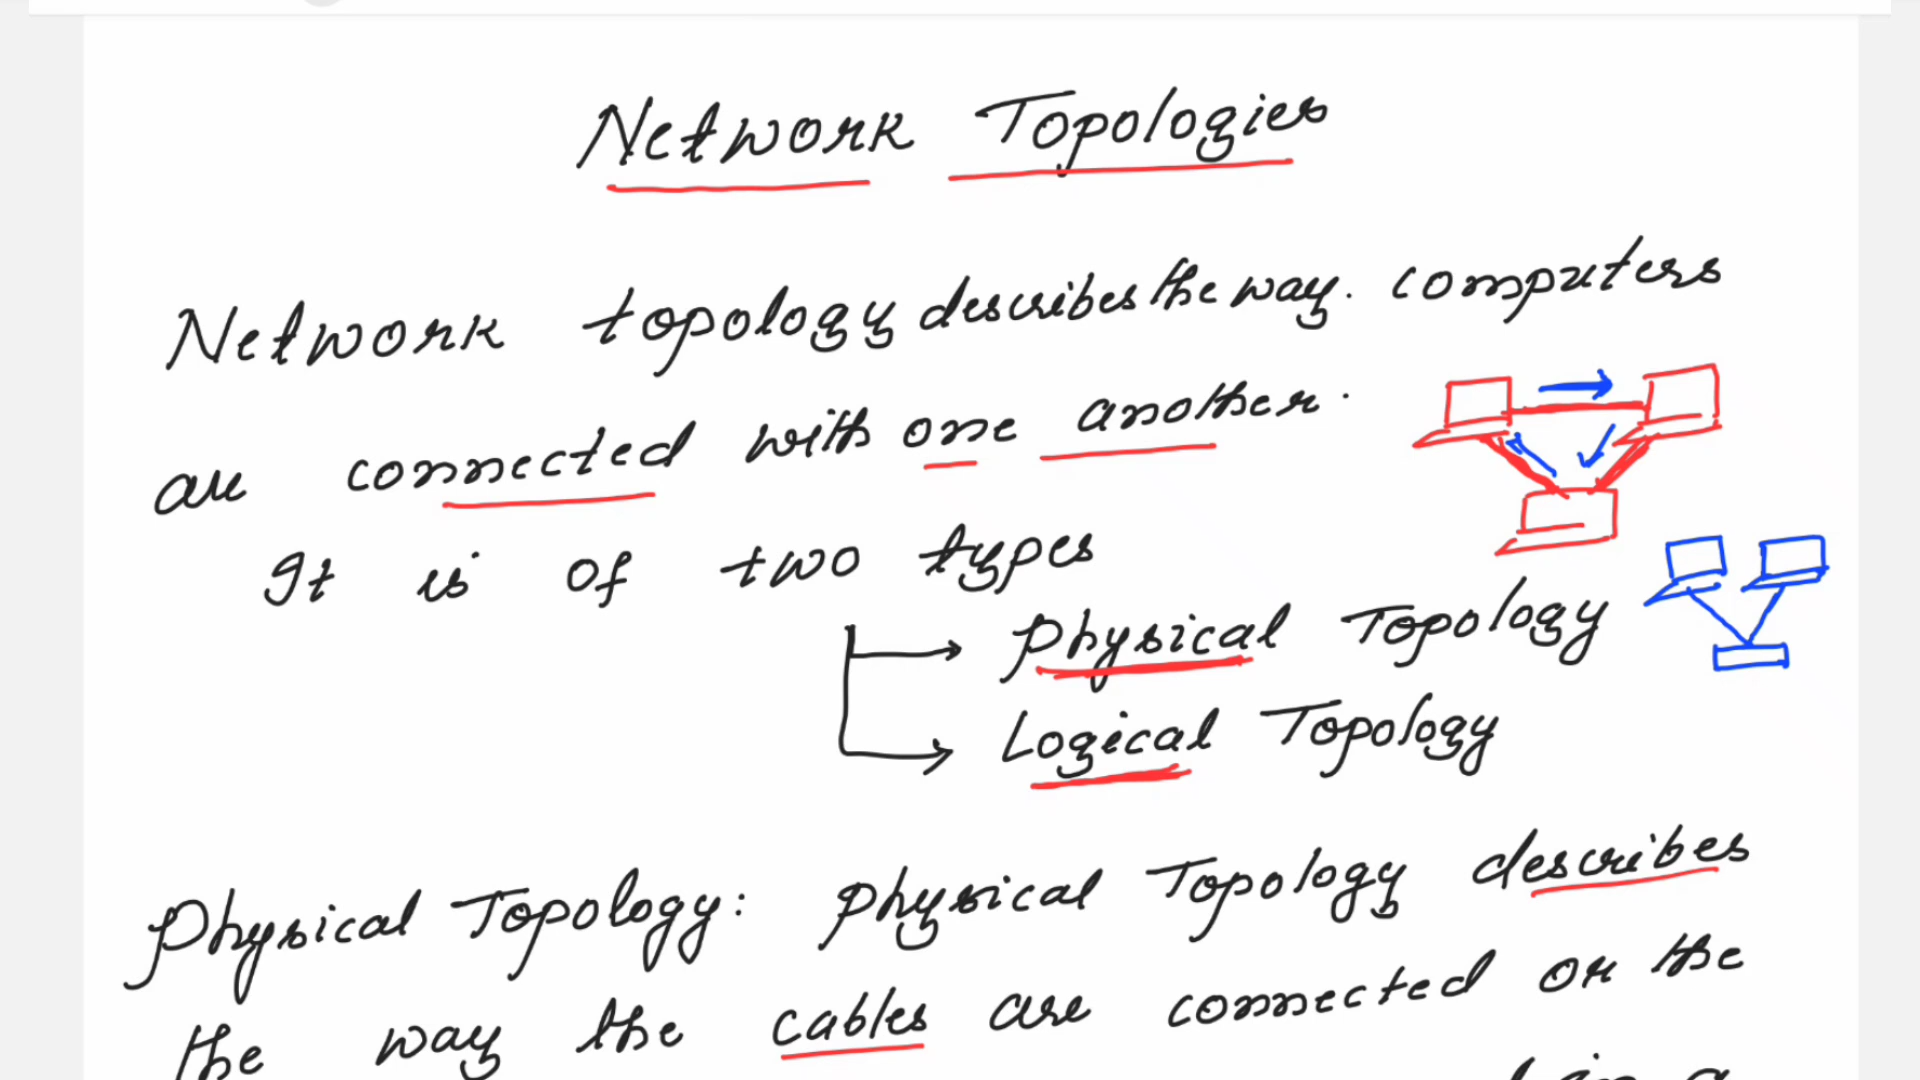 Network Topologies
Network topology describes the way. computers
are connected with one another.
It is of two types
Physical Topology
Logical Topology
Physical Topology: Physical Topology describes
the way the cables are connected or the